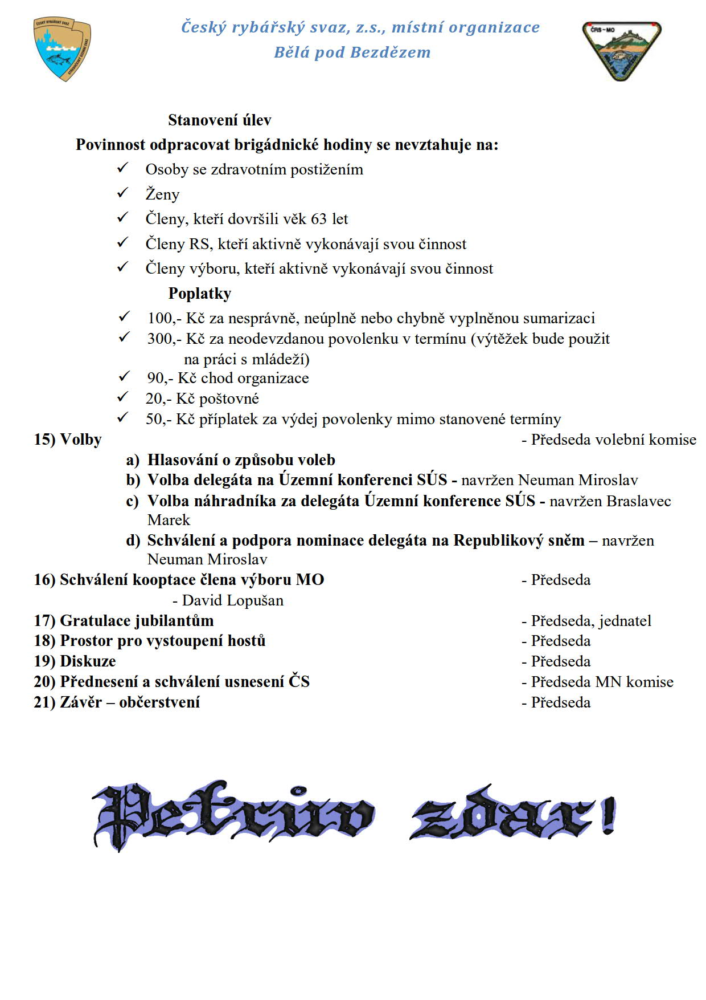 ČESKÝ RYBÁŘSKÝ SVAZ
STŘEDOČESKÝ ÚZEMNÍ SVAZ
Český rybářský svaz, z.s., místní organizace
Bělá pod Bezdězem
ČRS - MO
BEZDĚZEM
Stanovení úlev
Povinnost odpracovat brigádnické hodiny se nevztahuje na:
✓ Osoby se zdravotním postižením
✓ Ženy
✓ Členy, kteří dovršili věk 63 let
✓ Členy RS, kteří aktivně vykonávají svou činnost
✓ Členy výboru, kteří aktivně vykonávají svou činnost
Poplatky
✓ 100,- Kč za nesprávně, neúplně nebo chybně vyplněnou sumarizaci
✓ 300,- Kč za neodevzdanou povolenku v termínu (výtěžek bude použit
na práci s mládeží)
✓ 90,- Kč chod organizace
✓ 20,- Kč poštovné
✓ 50,- Kč příplatek za výdej povolenky mimo stanovené termíny
15) Volby - Předseda volební komise
a) Hlasování o způsobu voleb
b) Volba delegáta na Územní konferenci SÚS - navržen Neuman Miroslav
c) Volba náhradníka za delegáta Územní konference SÚS - navržen Braslavec
Marek
d) Schválení a podpora nominace delegáta na Republikový sněm – navržen
Neuman Miroslav
16) Schválení kooptace člena výboru MO - Předseda
- David Lopušan
17) Gratulace jubilantům - Předseda, jednatel
18) Prostor pro vystoupení hostů - Předseda
19) Diskuze - Předseda
20) Přednesení a schválení usnesení ČS - Předseda MN komise
21) Závěr – občerstvení - Předseda
Petrův zdar!